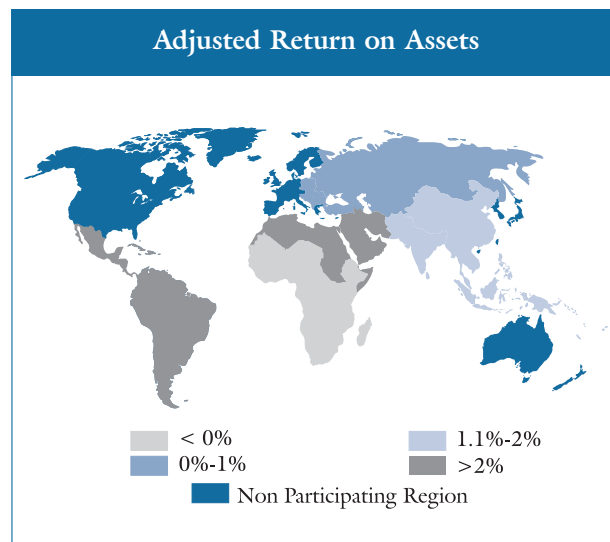 Adjusted Return on Assets
< 0%
1.1%-2%
0%-1%
>2%
Non Participating Region